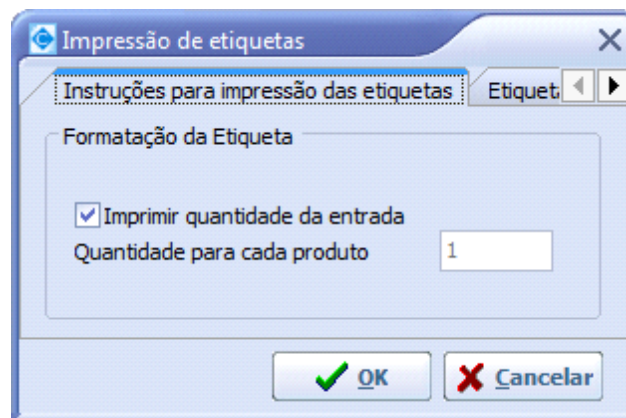 Impressão de etiquetas
Instruções para impressão das etiquetas
Formatação da Etiqueta
Imprimir quantidade da entrada
Quantidade para cada produto 1
OK Cancelar